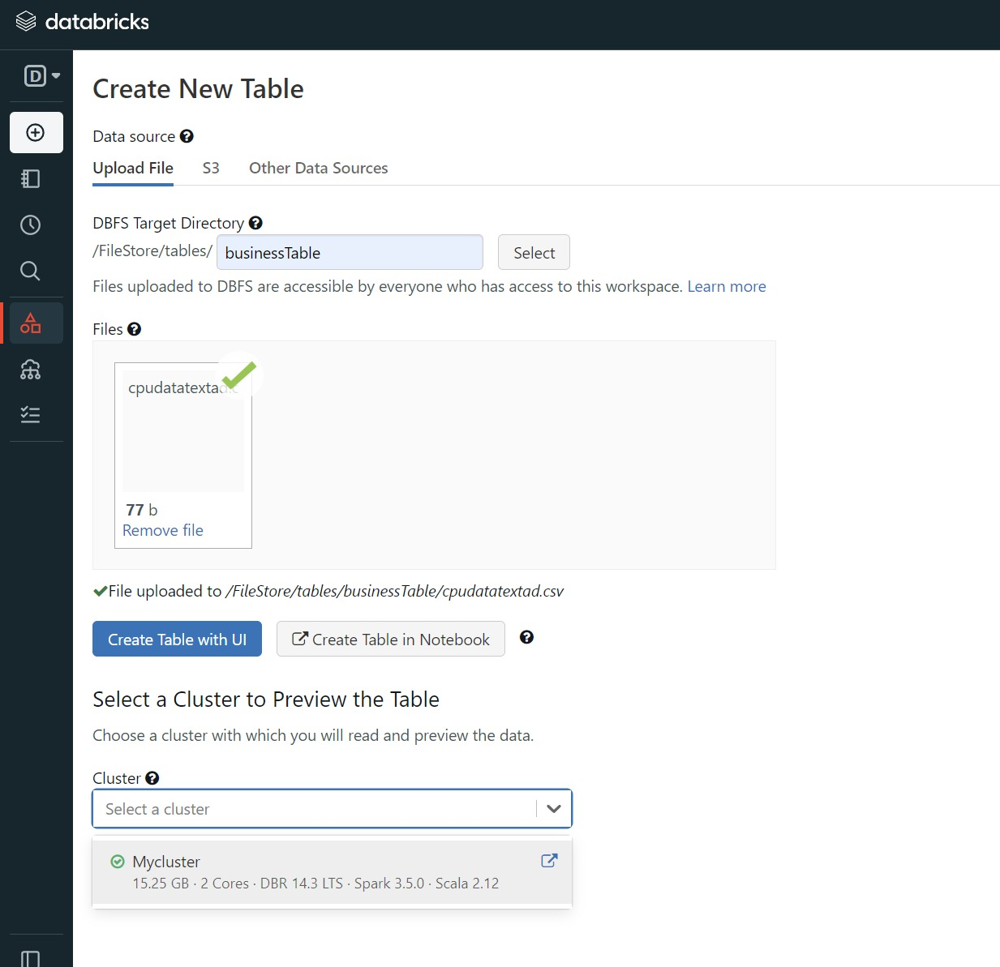 databricks
D
Create New Table
Data source
Upload File S3 Other Data Sources
DBFS Target Directory
/FileStore/tables/ businessTable Select
Files uploaded to DBFS are accessible by everyone who has access to this workspace. Learn more
Files
cpudatatextad.c
77 b
Remove file
File uploaded to /FileStore/tables/businessTable/cpudatatextad.csv
Create Table with UI Create Table in Notebook
Select a Cluster to Preview the Table
Choose a cluster with which you will read and preview the data.
Cluster
Select a cluster
Mycluster
15.25 GB · 2 Cores · DBR 14.3 LTS · Spark 3.5.0 · Scala 2.12